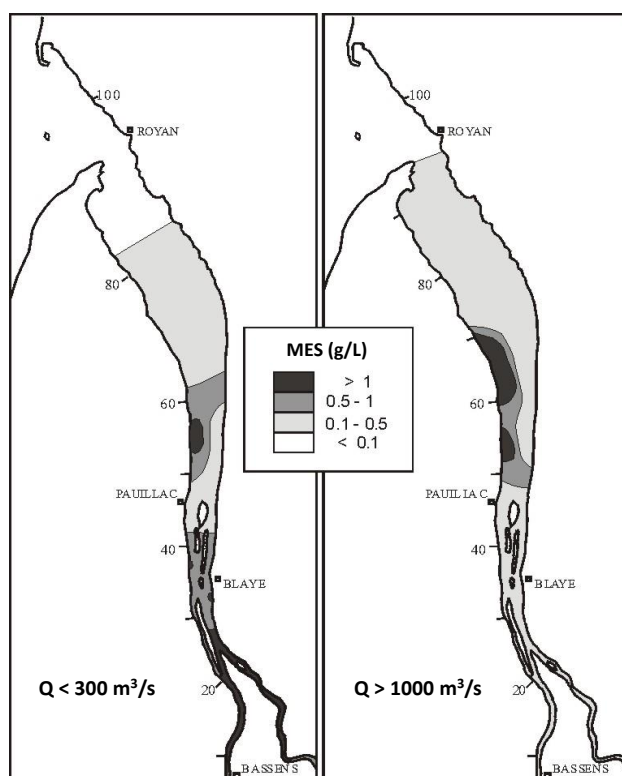 100
ROYAN
80
60
PAUILLAC
40
BLAYE
Q < 300 m³/s
20
BASSENS
MES (g/L)
> 1
0.5 - 1
0.1 - 0.5
< 0.1
100
ROYAN
80
60
PAUILLAC
40
BLAYE
Q > 1000 m³/s
20
BASSENS